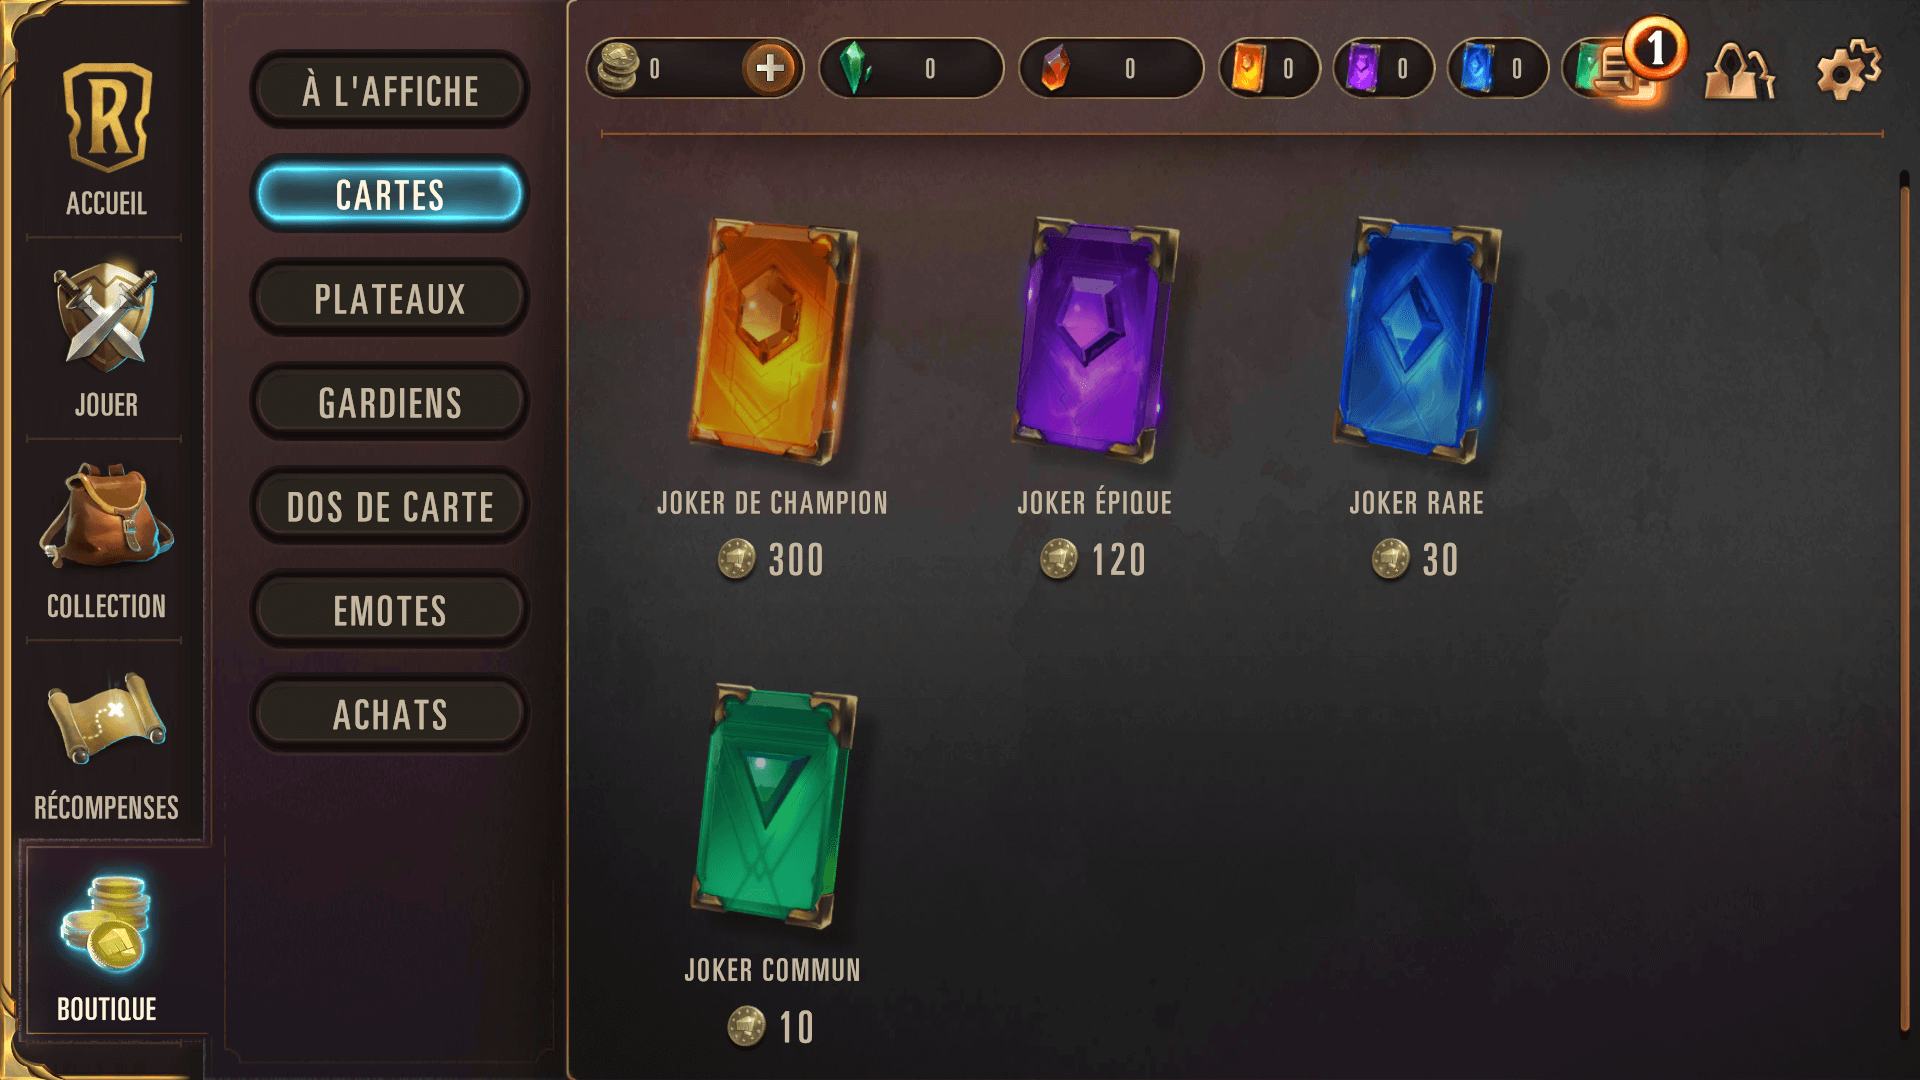 0
0
0
0
0
0
1
R
ACCUEIL
JOUER
COLLECTION
RÉCOMPENSES
BOUTIQUE
À L'AFFICHE
CARTES
PLATEAUX
GARDIENS
DOS DE CARTE
EMOTES
ACHATS
JOKER DE CHAMPION
300
JOKER ÉPIQUE
120
JOKER RARE
30
JOKER COMMUN
10